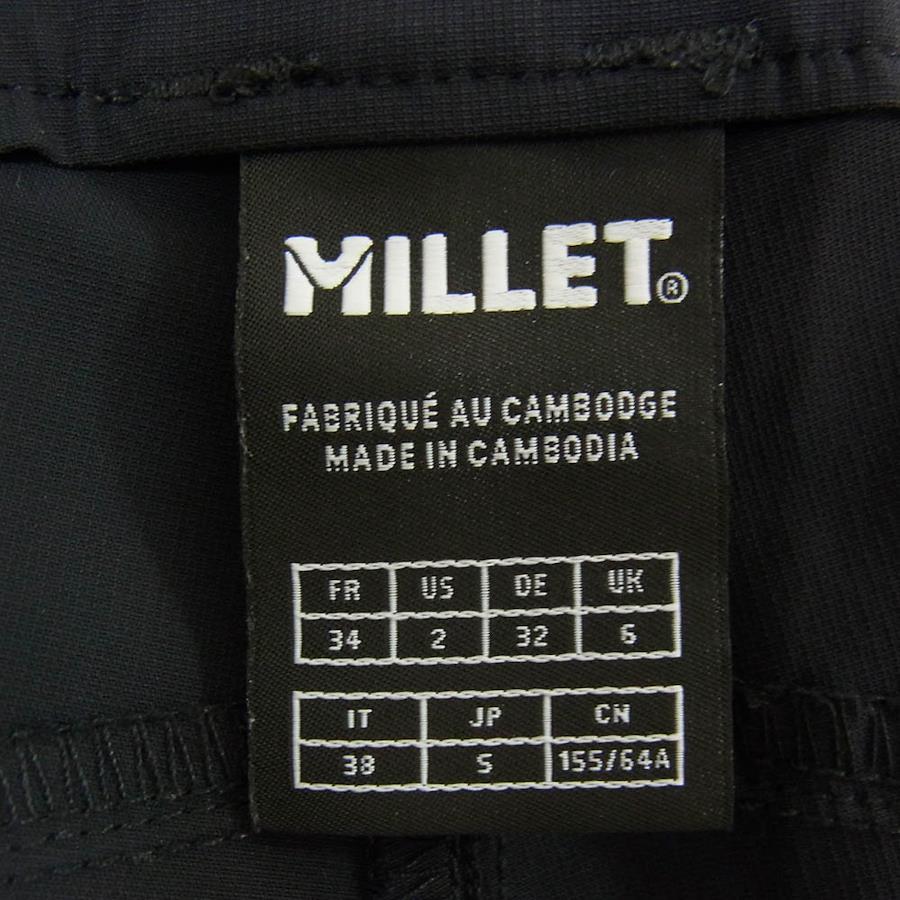 MILLET®
FABRIQUÉ AU CAMBODGE
MADE IN CAMBODIA
FR US DE UK
34 2 32 6
IT JP CN
38 S 155/64A